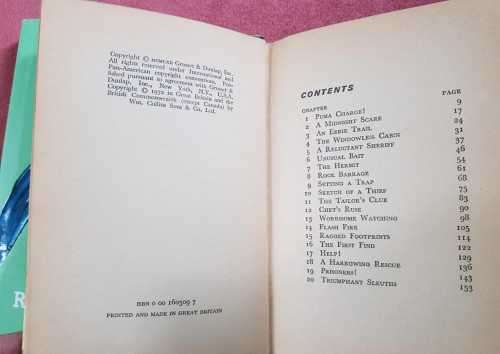 Copyright © MCMLXII Grosset & Dunlap, Inc.,
All rights reserved under International and
Pan-American copyright conventions. Pub-
lished pursuant to agreement with Grosset &
Dunlap, Inc., New York, N.Y., U.S.A.
Copyright © 1972 in Great Britain and the
British Commonwealth (except Canada) by
Wm. Collins Sons & Co. Ltd.
ISBN 0 00 160509 7
PRINTED AND MADE IN GREAT BRITAIN
CONTENTS
CHAPTER PAGE
1 Puma Charge! 9
2 A Midnight Scare 17
3 An Eerie Trail 24
4 The Windowleg Catch 31
5 A Reluctant Sheriff 37
6 Unusual Bait 46
7 The Hermit 54
8 Rock Barrage 61
9 Setting a Trap 68
10 Sketch of a Thief 75
11 The Tailor's Clue 83
12 Chet's Ruse 90
13 Worrisome Watching 98
14 Flash Fire 105
15 Ragged Footprints 114
16 The First Find 122
17 Help! 129
18 A Harrowing Rescue 136
19 Prisoners! 143
20 Triumphant Sleuths 153
R